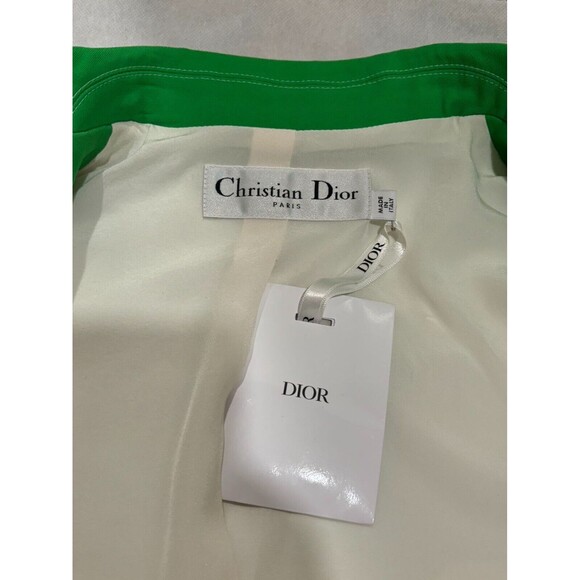 Christian Dior
PARIS
MADE
IN
ITALY
DIOR
DIOR